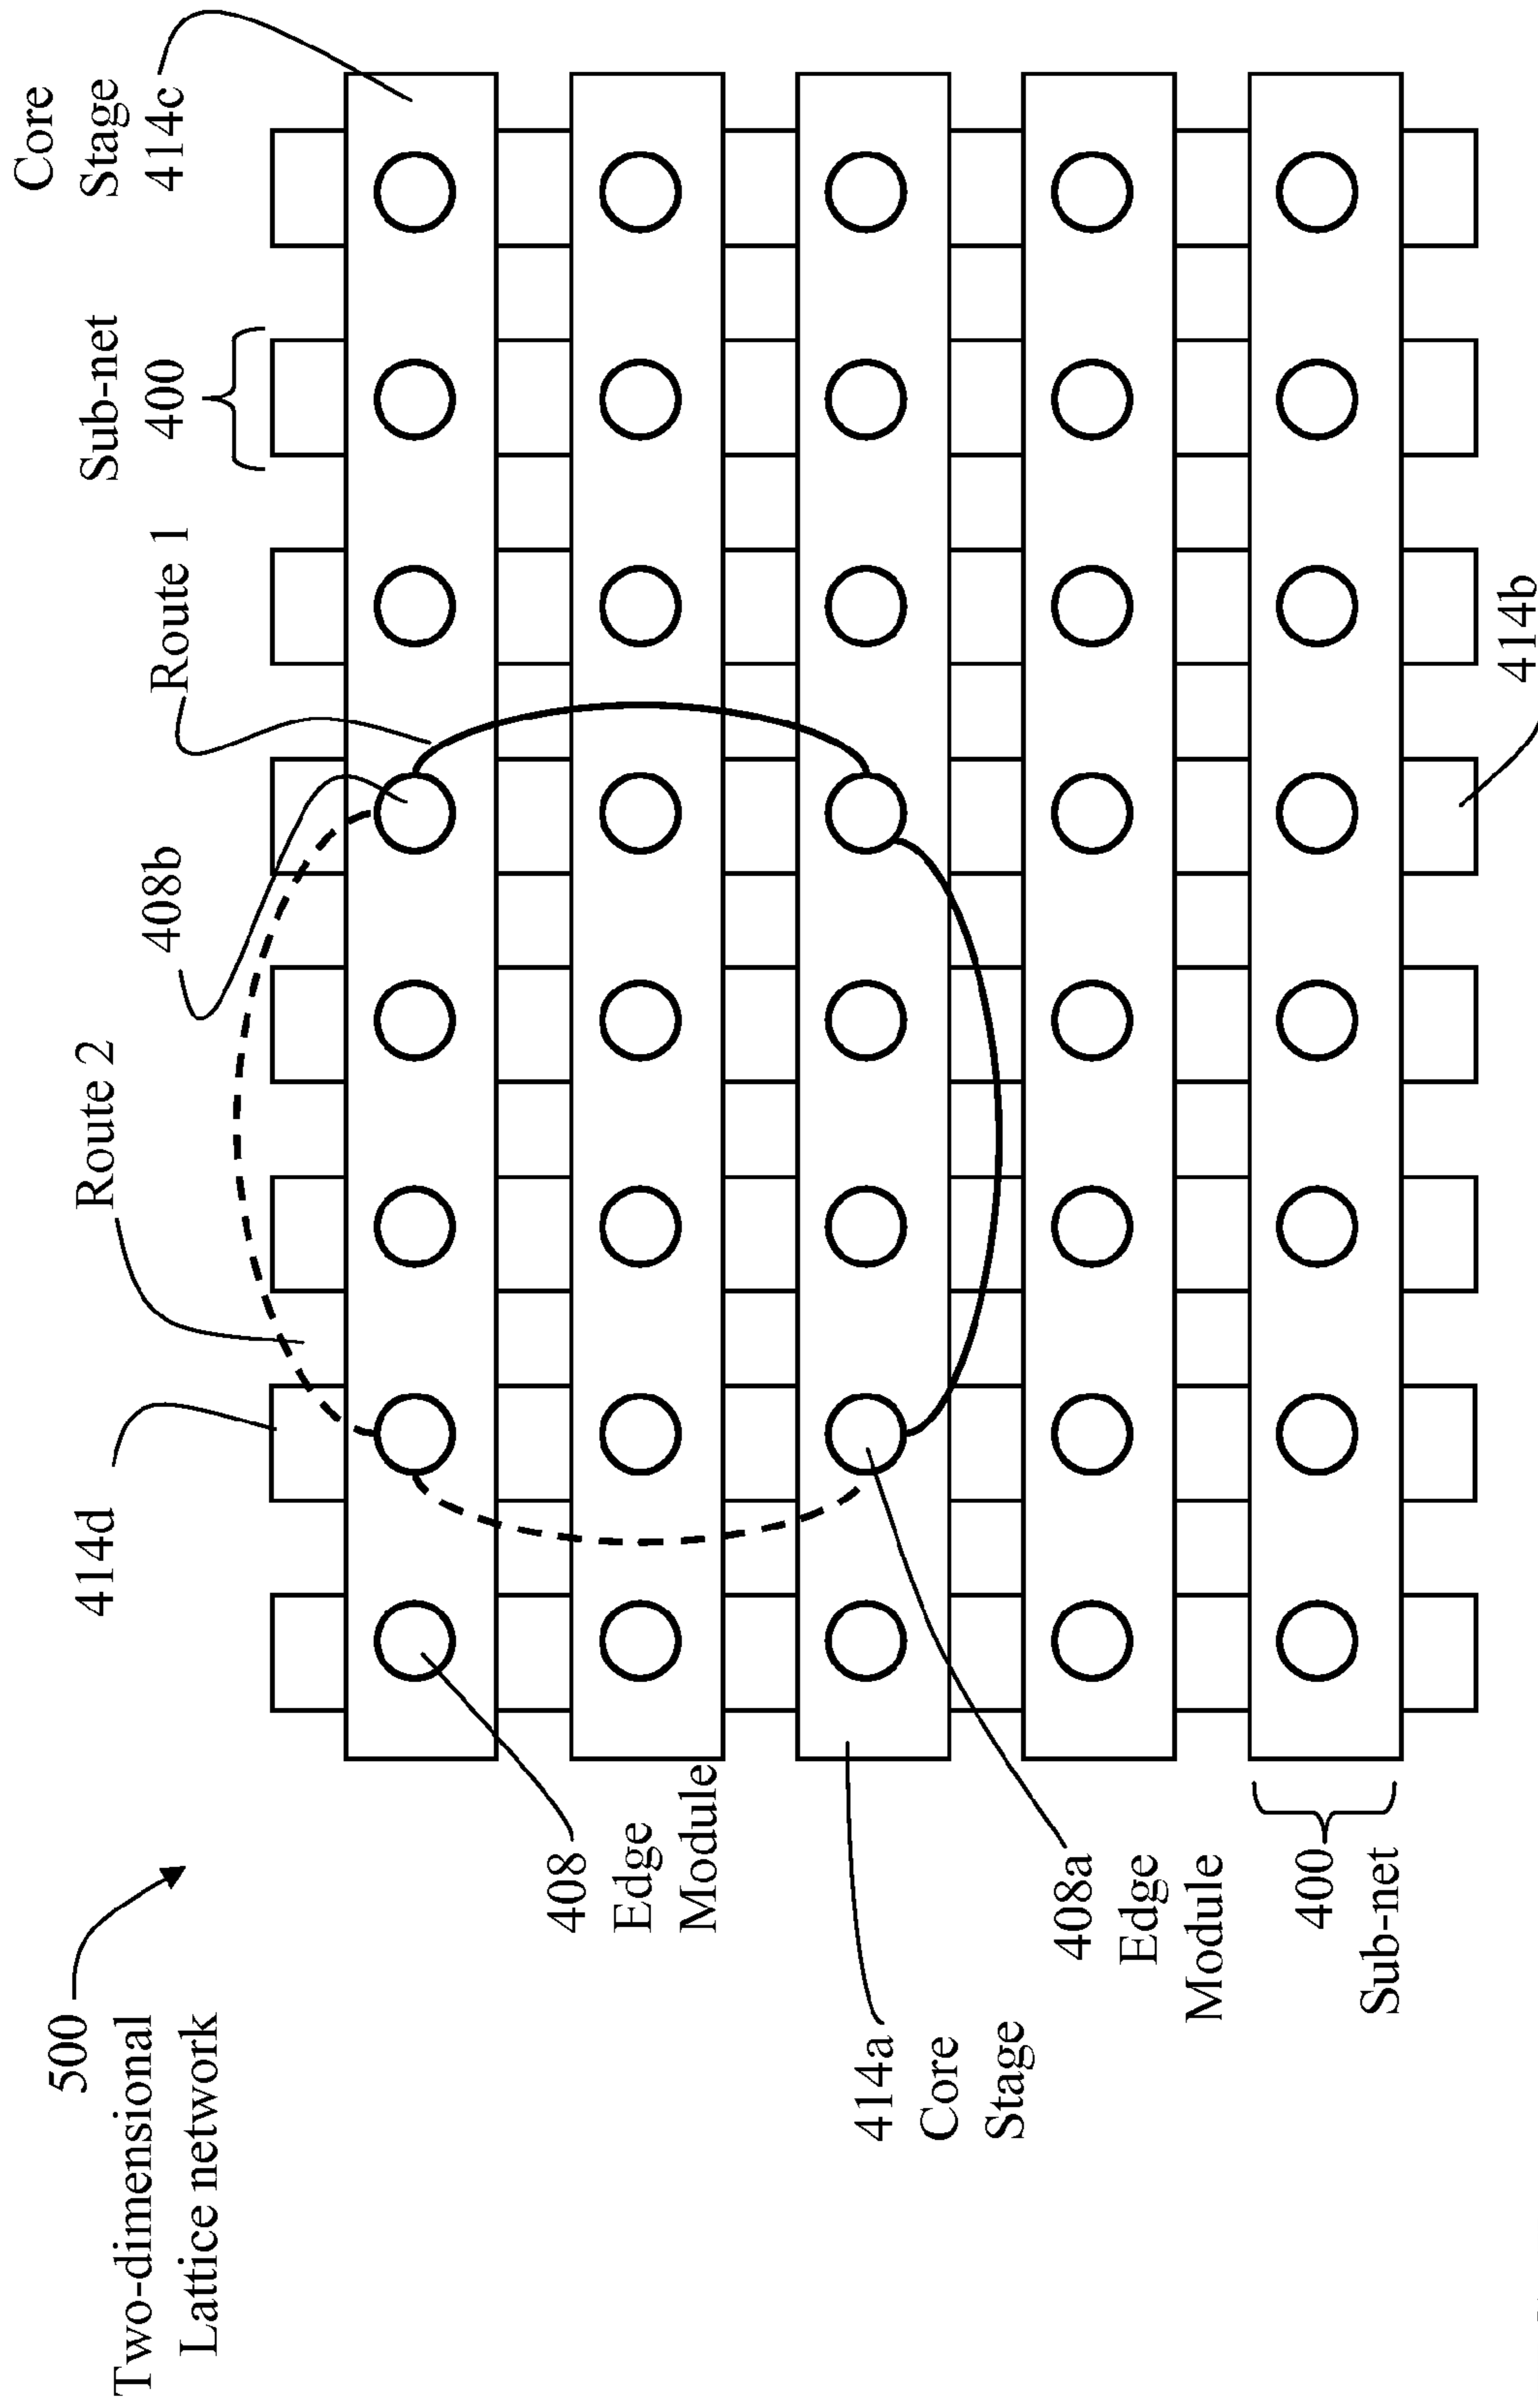 500
Two-dimensional
Lattice network
414d
Route 2
408b
Route 1
Sub-net
400
Core
Stage
414c
408
Edge
Module
414a
Core
Stage
408a
Edge
Module
400
Sub-net
414b